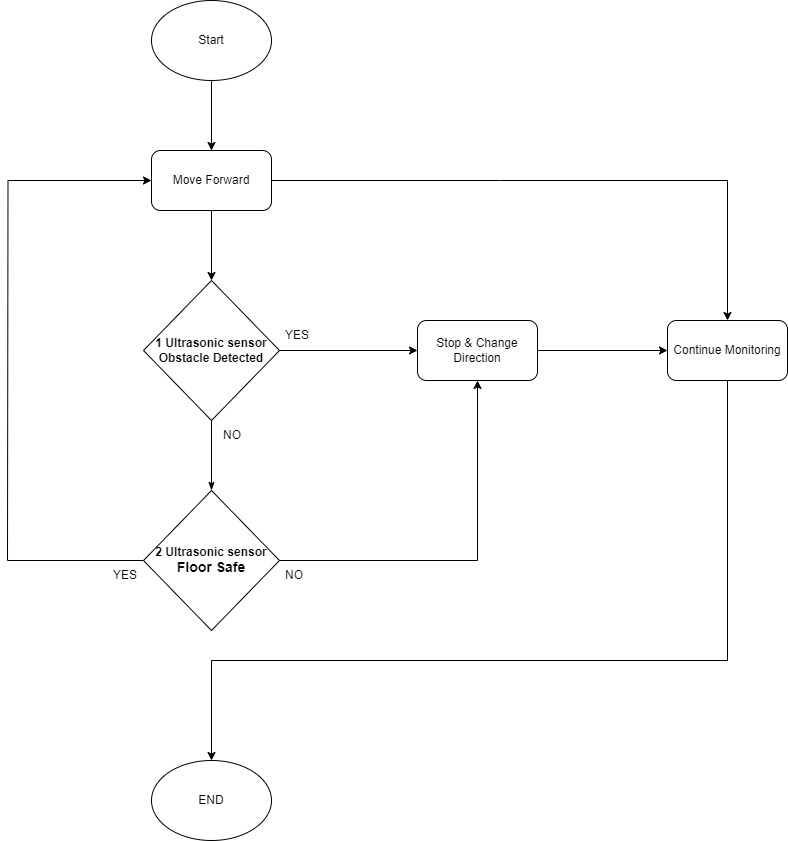 Start
Move Forward
1 Ultrasonic sensor
Obstacle Detected
YES
Stop & Change
Direction
Continue Monitoring
NO
2 Ultrasonic sensor
Floor Safe
YES
NO
END